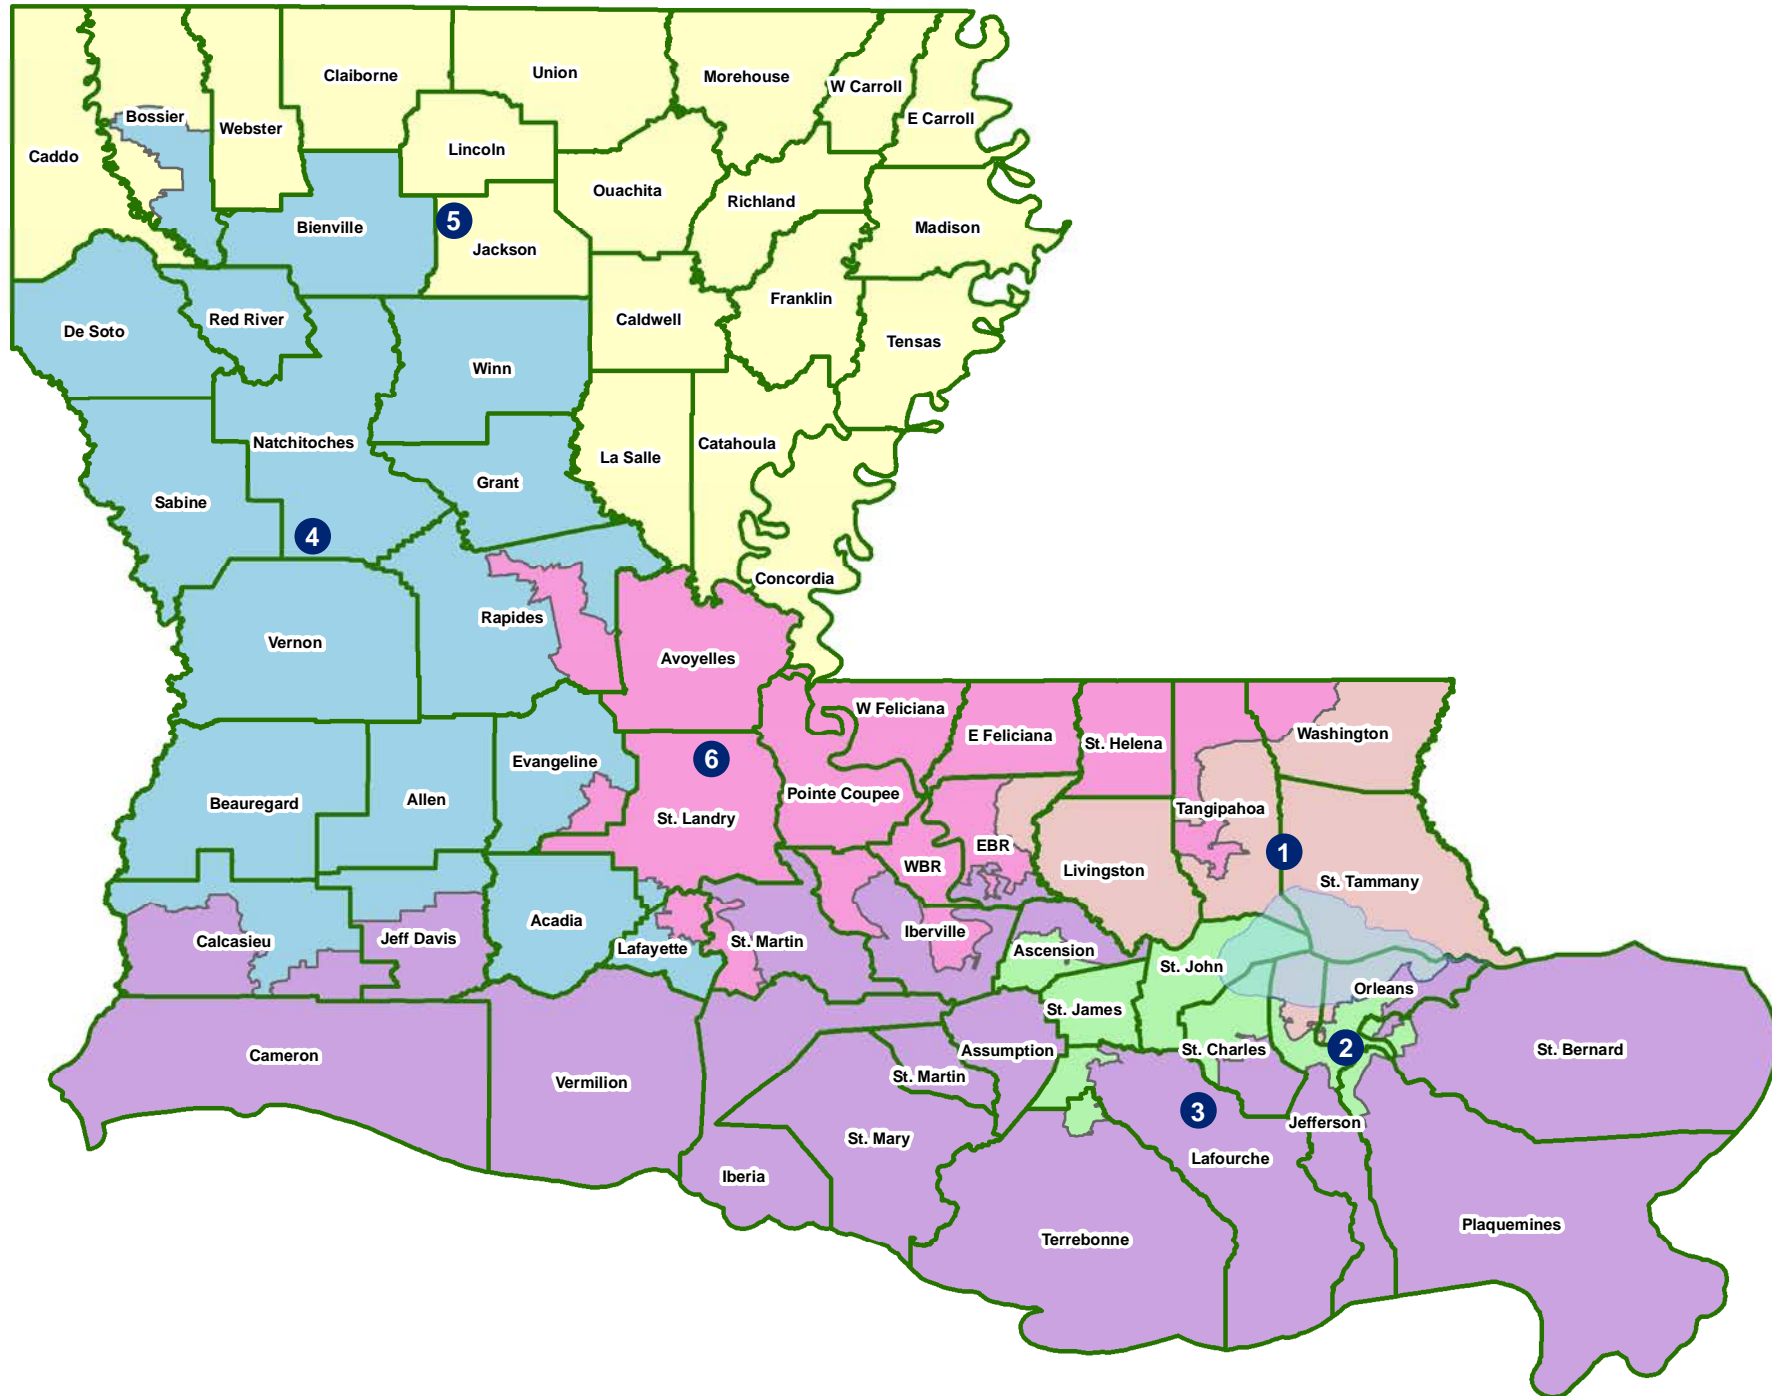 Claiborne
Union
Morehouse
W Carroll
E Carroll
Bossier
Webster
Caddo
Lincoln
Ouachita
Richland
Madison
Bienville
5
Jackson
Franklin
Caldwell
Tensas
De Soto
Red River
Winn
Natchitoches
Catahoula
La Salle
Grant
Sabine
4
Concordia
Rapides
Vernon
Avoyelles
W Feliciana
E Feliciana
St. Helena
Washington
Evangeline
6
Beauregard
Allen
Pointe Coupee
St. Landry
Tangipahoa
EBR
1
WBR
Livingston
St. Tammany
Acadia
Calcasieu
Jeff Davis
Lafayette
St. Martin
Iberville
Ascension
St. John
Orleans
St. James
Cameron
Assumption
St. Charles
2
St. Bernard
Vermilion
St. Martin
3
Jefferson
St. Mary
Lafourche
Iberia
Terrebonne
Plaquemines